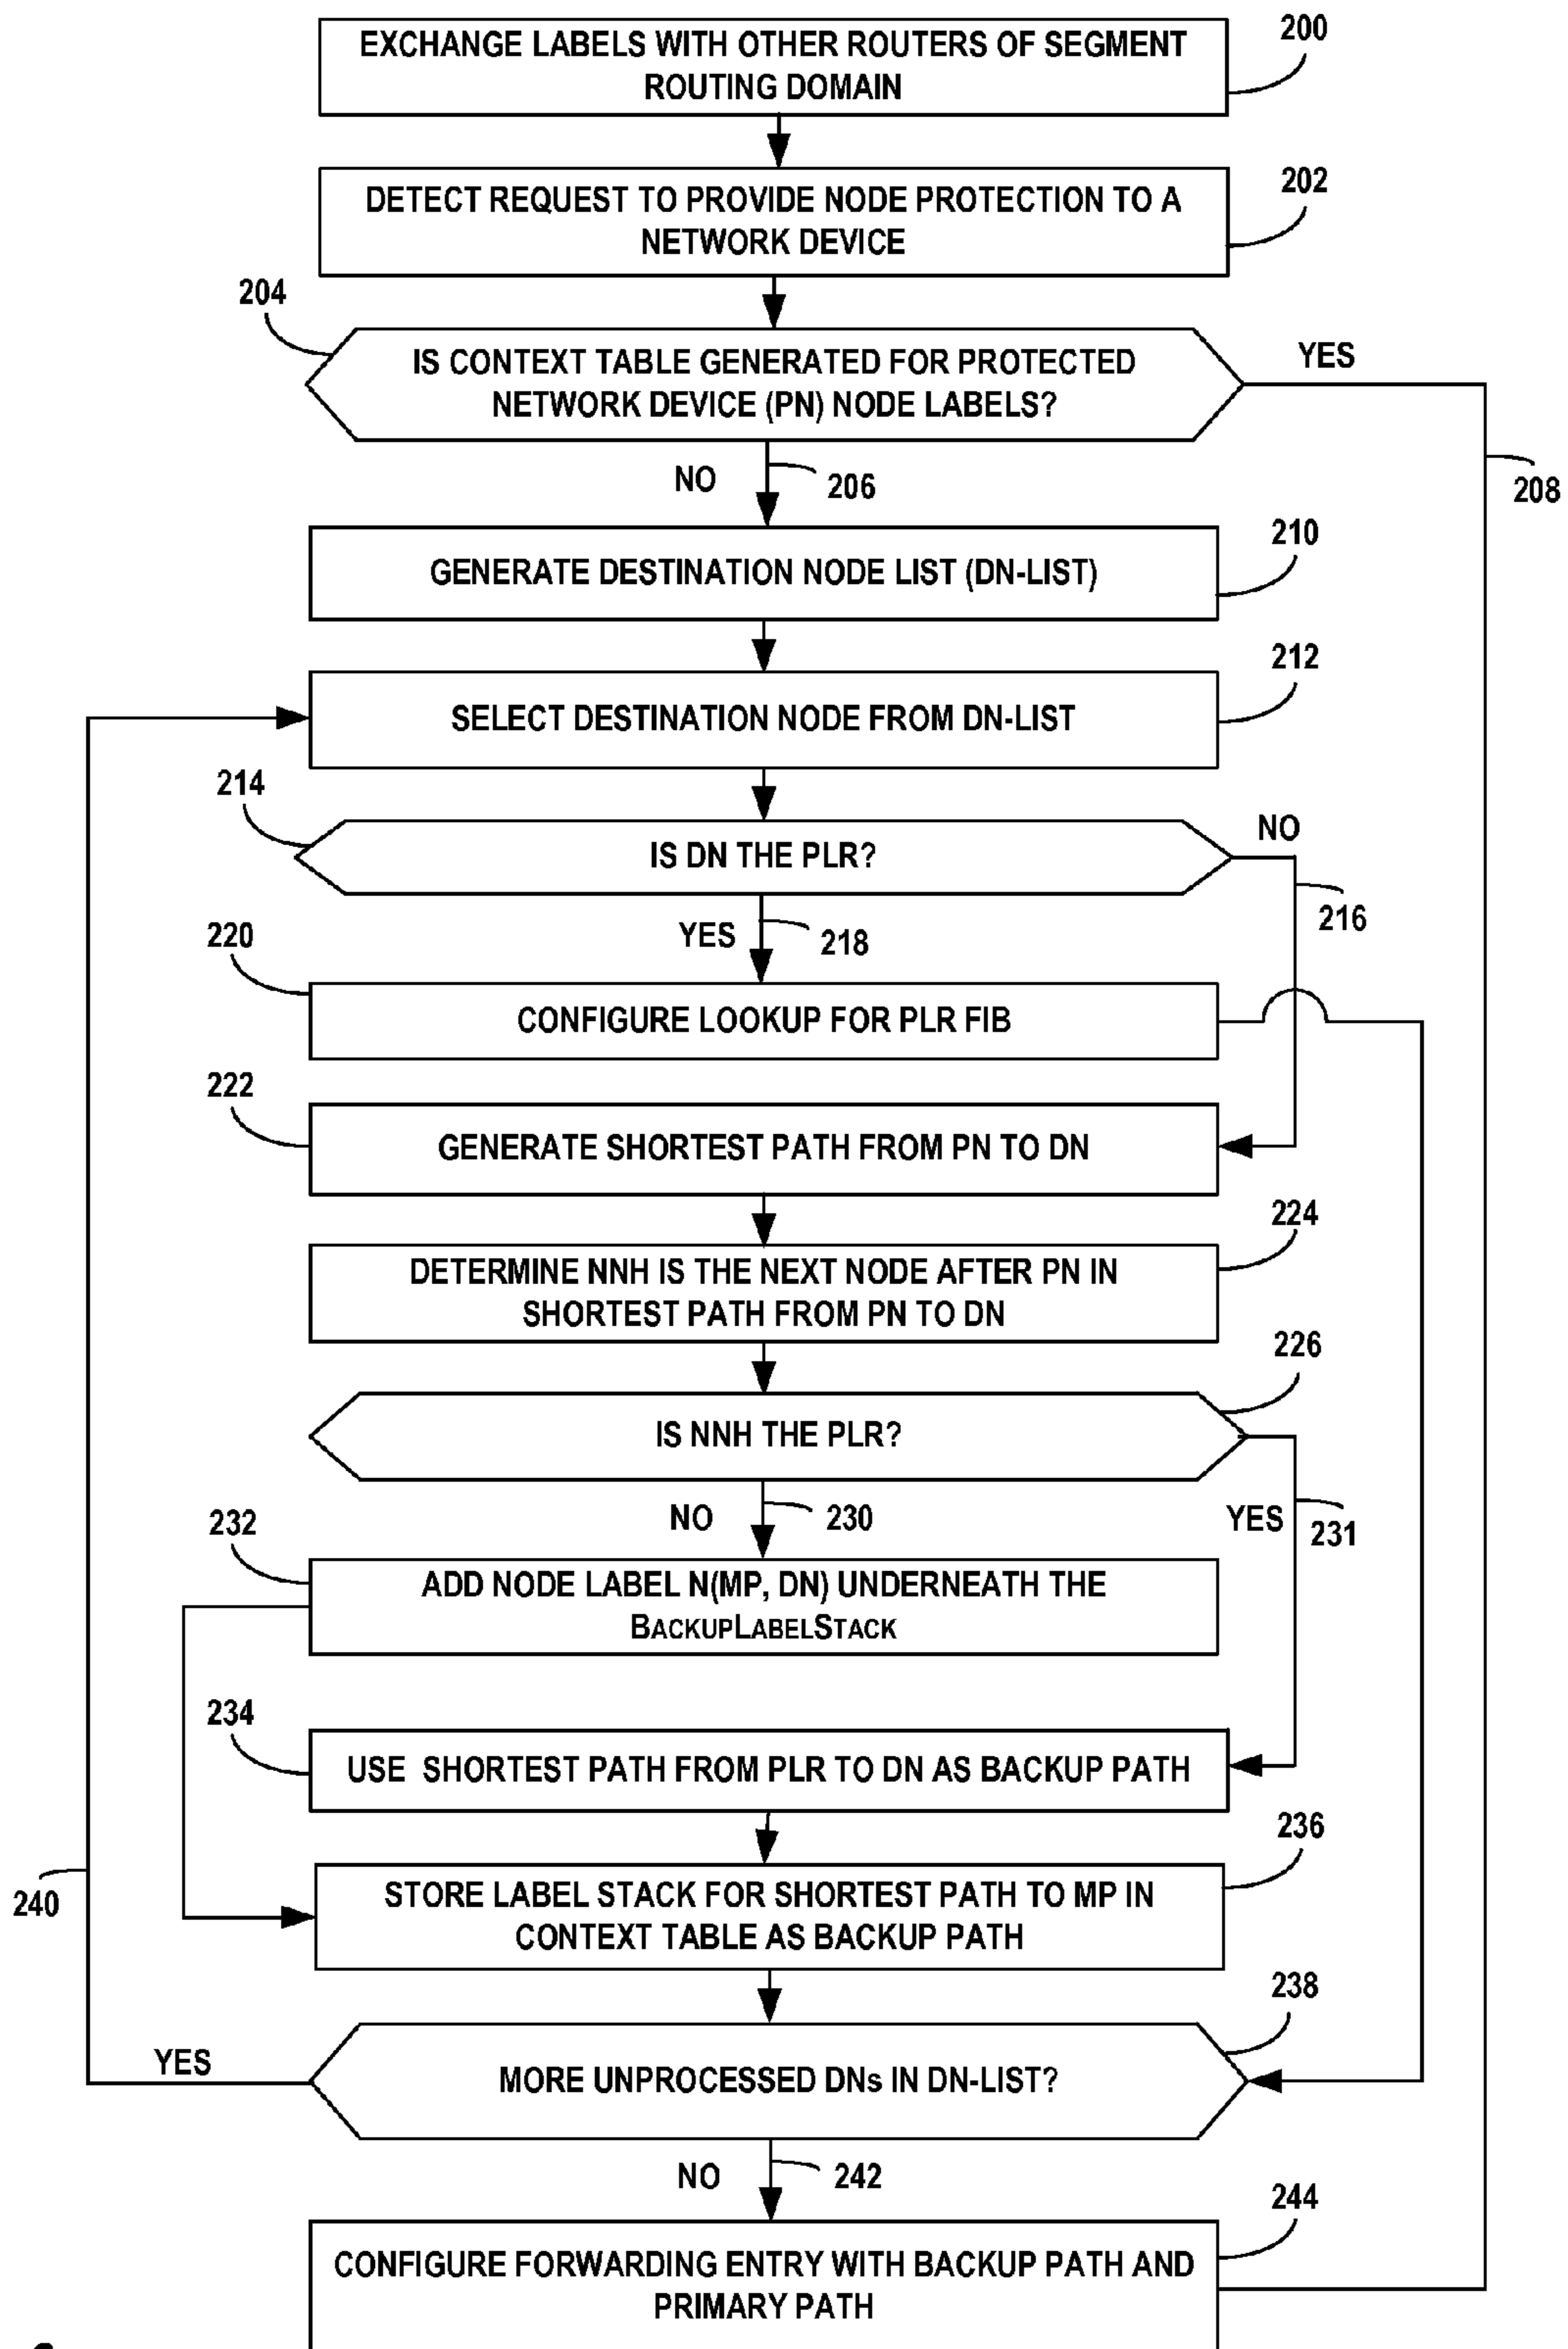 EXCHANGE LABELS WITH OTHER ROUTERS OF SEGMENT
ROUTING DOMAIN
200
DETECT REQUEST TO PROVIDE NODE PROTECTION TO A
NETWORK DEVICE
202
204
IS CONTEXT TABLE GENERATED FOR PROTECTED
NETWORK DEVICE (PN) NODE LABELS?
YES
NO
206
208
GENERATE DESTINATION NODE LIST (DN-LIST)
210
SELECT DESTINATION NODE FROM DN-LIST
212
214
IS DN THE PLR?
NO
216
YES
218
220
CONFIGURE LOOKUP FOR PLR FIB
222
GENERATE SHORTEST PATH FROM PN TO DN
224
DETERMINE NNH IS THE NEXT NODE AFTER PN IN
SHORTEST PATH FROM PN TO DN
226
IS NNH THE PLR?
NO
230
YES
231
232
ADD NODE LABEL N(MP, DN) UNDERNEATH THE
BACKUPLABELSTACK
234
USE SHORTEST PATH FROM PLR TO DN AS BACKUP PATH
236
STORE LABEL STACK FOR SHORTEST PATH TO MP IN
CONTEXT TABLE AS BACKUP PATH
240
238
YES
MORE UNPROCESSED DNs IN DN-LIST?
NO
242
244
CONFIGURE FORWARDING ENTRY WITH BACKUP PATH AND
PRIMARY PATH